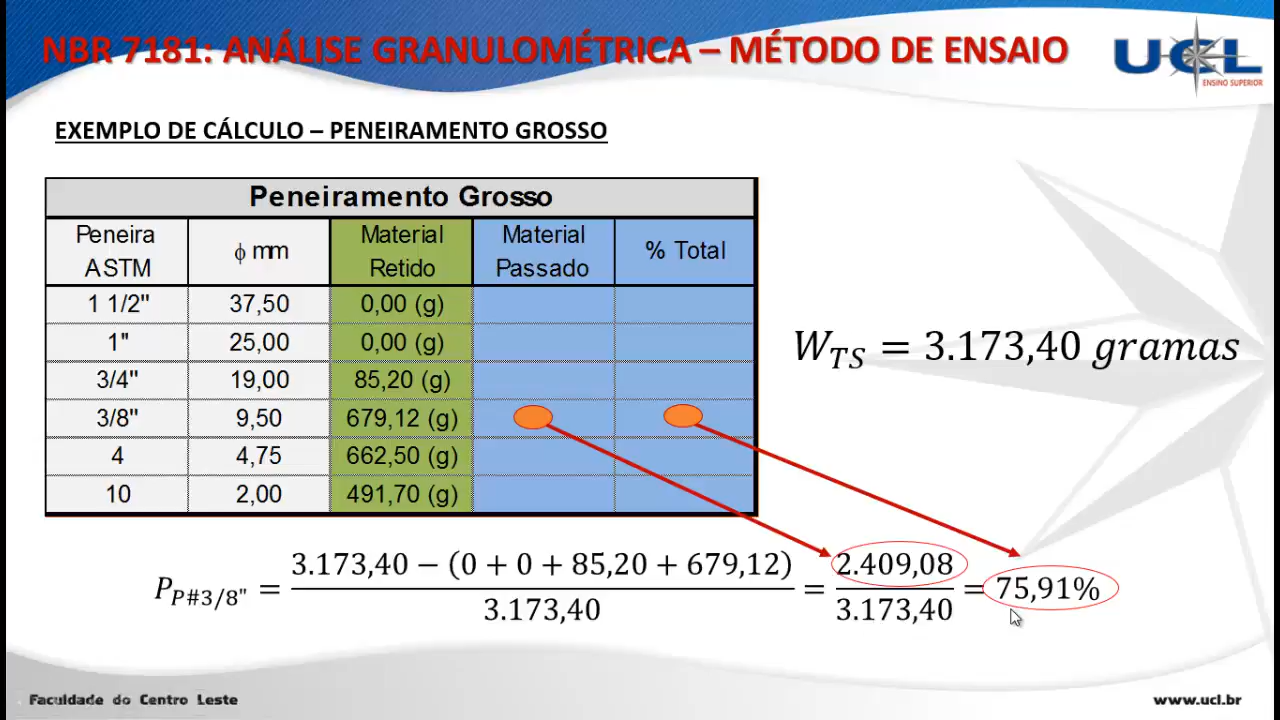 NBR 7181: ANÁLISE GRANULOMÉTRICA – MÉTODO DE ENSAIO
UCL
ENSINO SUPERIOR
EXEMPLO DE CÁLCULO – PENEIRAMENTO GROSSO
Peneiramento Grosso
Peneira ASTM ϕ mm Material Retido Material Passado % Total
1 1/2" 37,50 0,00 (g)
1" 25,00 0,00 (g)
3/4" 19,00 85,20 (g)
3/8" 9,50 679,12 (g)
4 4,75 662,50 (g)
10 2,00 491,70 (g)
W_TS = 3.173,40 gramas
P_P#3/8" = (3.173,40 − (0 + 0 + 85,20 + 679,12)) / 3.173,40 = 2.409,08 / 3.173,40 = 75,91%
Faculdade do Centro Leste
www.ucl.br